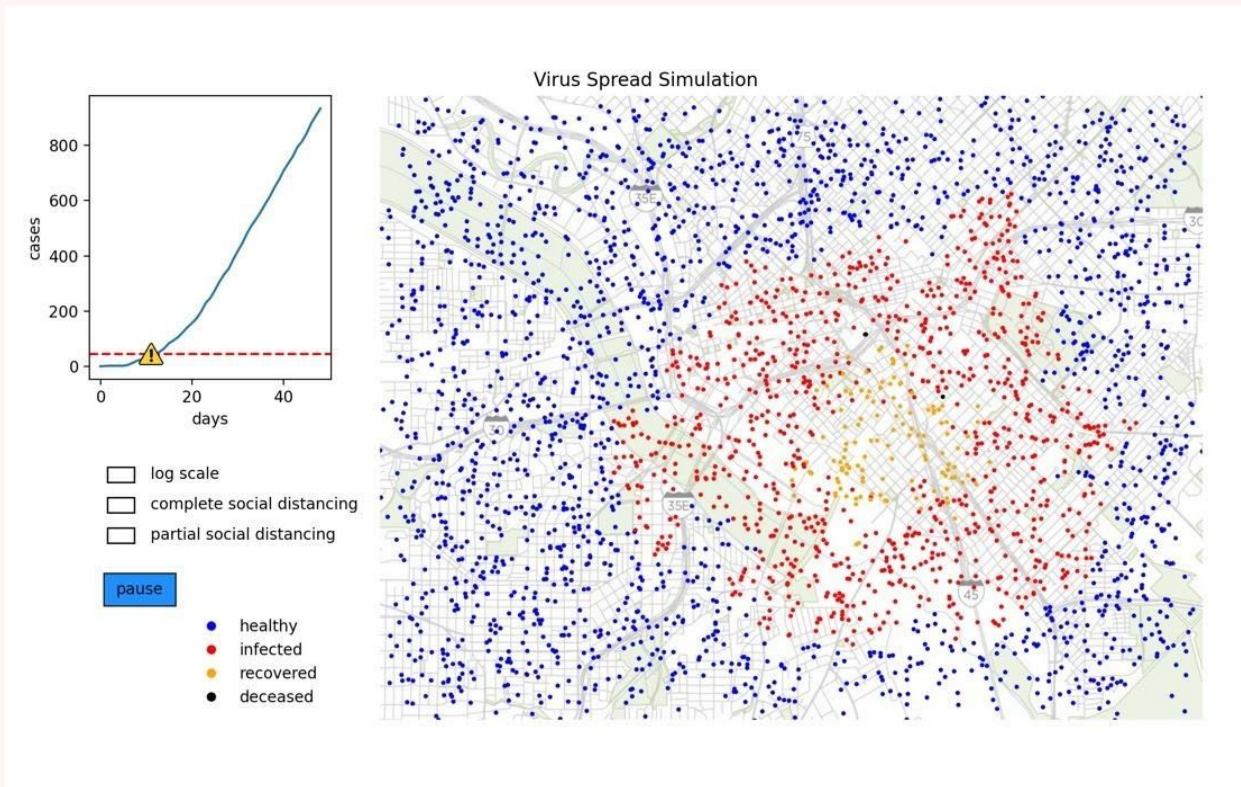 Virus Spread Simulation
800
600
400
200
0
cases
0 20 40
days
log scale
complete social distancing
partial social distancing
pause
healthy
infected
recovered
deceased
75
35E
30
35E
45